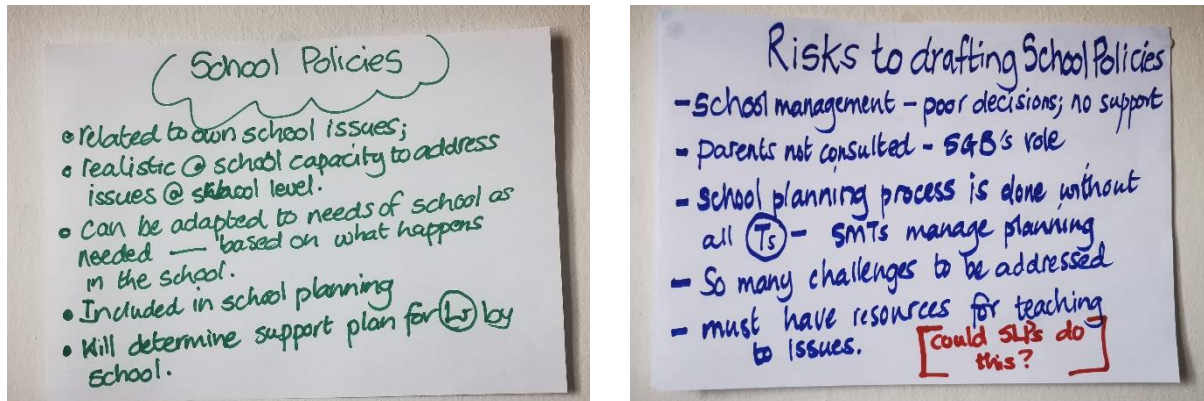 School Policies
• related to own school issues;
• realistic @ school capacity to address
issues @ school level.
• can be adapted to needs of school as
needed — based on what happens
in the school.
• Included in school planning
• Will determine support plan for Ls by
school.
Risks to drafting School Policies
- School management - poor decisions; no support
- parents not consulted - SGB's role
- school planning process is done without
all Ts - SMTs manage planning
- So many challenges to be addressed
- must have resources for teaching
to issues.
[could SLPs do
this?]